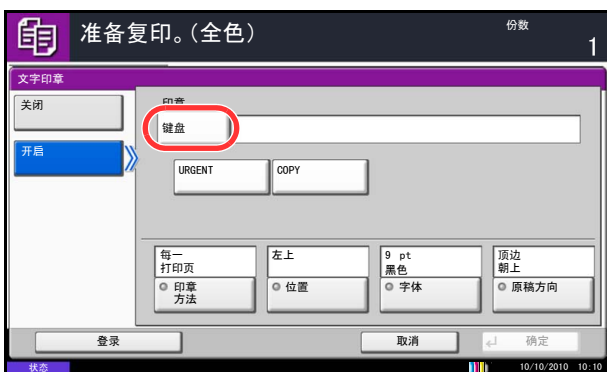 准备复印。(全色)
份数
1
文字印章
关闭
印章
键盘
开启
URGENT
COPY
每一
打印页
左上
9 pt
黑色
顶边
朝上
印章
方法
位置
字体
原稿方向
登录
取消
确定
状态
10/10/2010 10:10